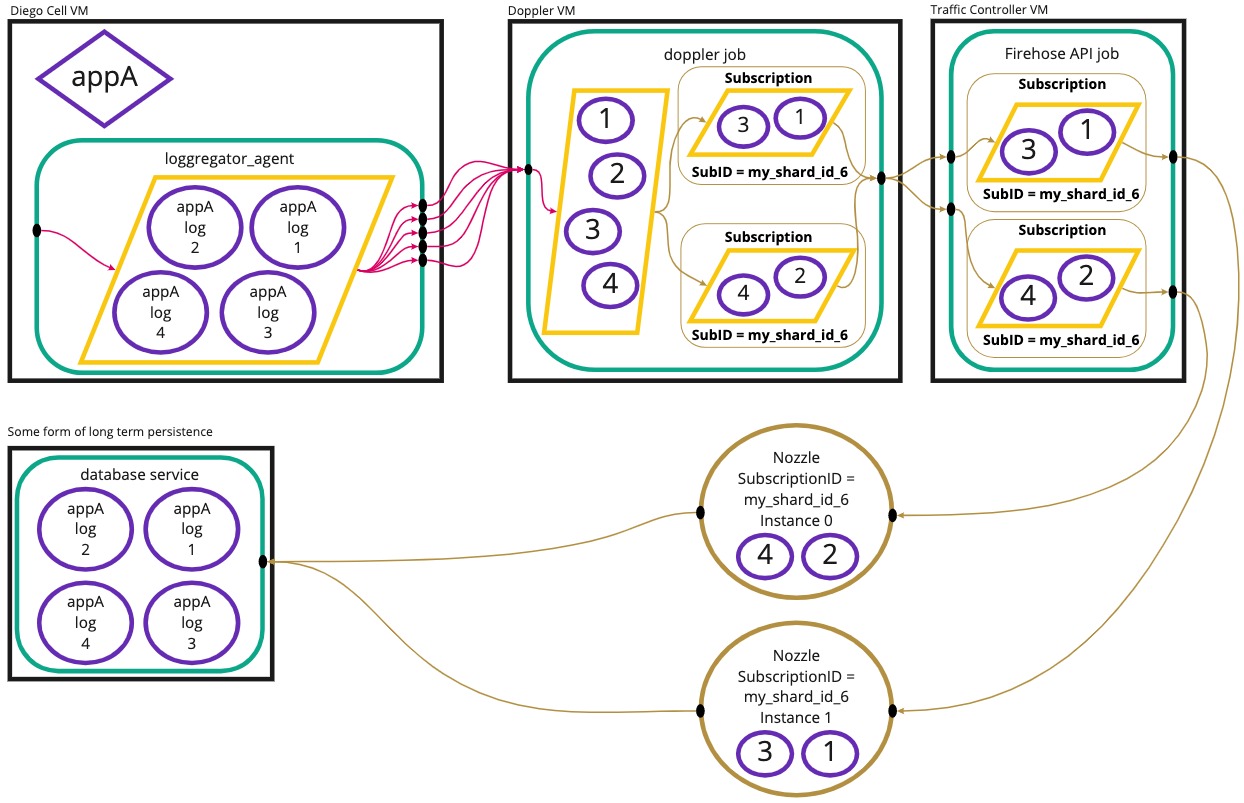 Diego Cell VM
appA
loggregator_agent
appA
log
2
appA
log
1
appA
log
4
appA
log
3
Doppler VM
doppler job
1
2
3
4
Subscription
3
1
SubID = my_shard_id_6
Subscription
4
2
SubID = my_shard_id_6
Traffic Controller VM
Firehose API job
Subscription
3
1
SubID = my_shard_id_6
Subscription
4
2
SubID = my_shard_id_6
Some form of long term persistence
database service
appA
log
2
appA
log
1
appA
log
4
appA
log
3
Nozzle
SubscriptionID =
my_shard_id_6
Instance 0
4
2
Nozzle
SubscriptionID =
my_shard_id_6
Instance 1
3
1